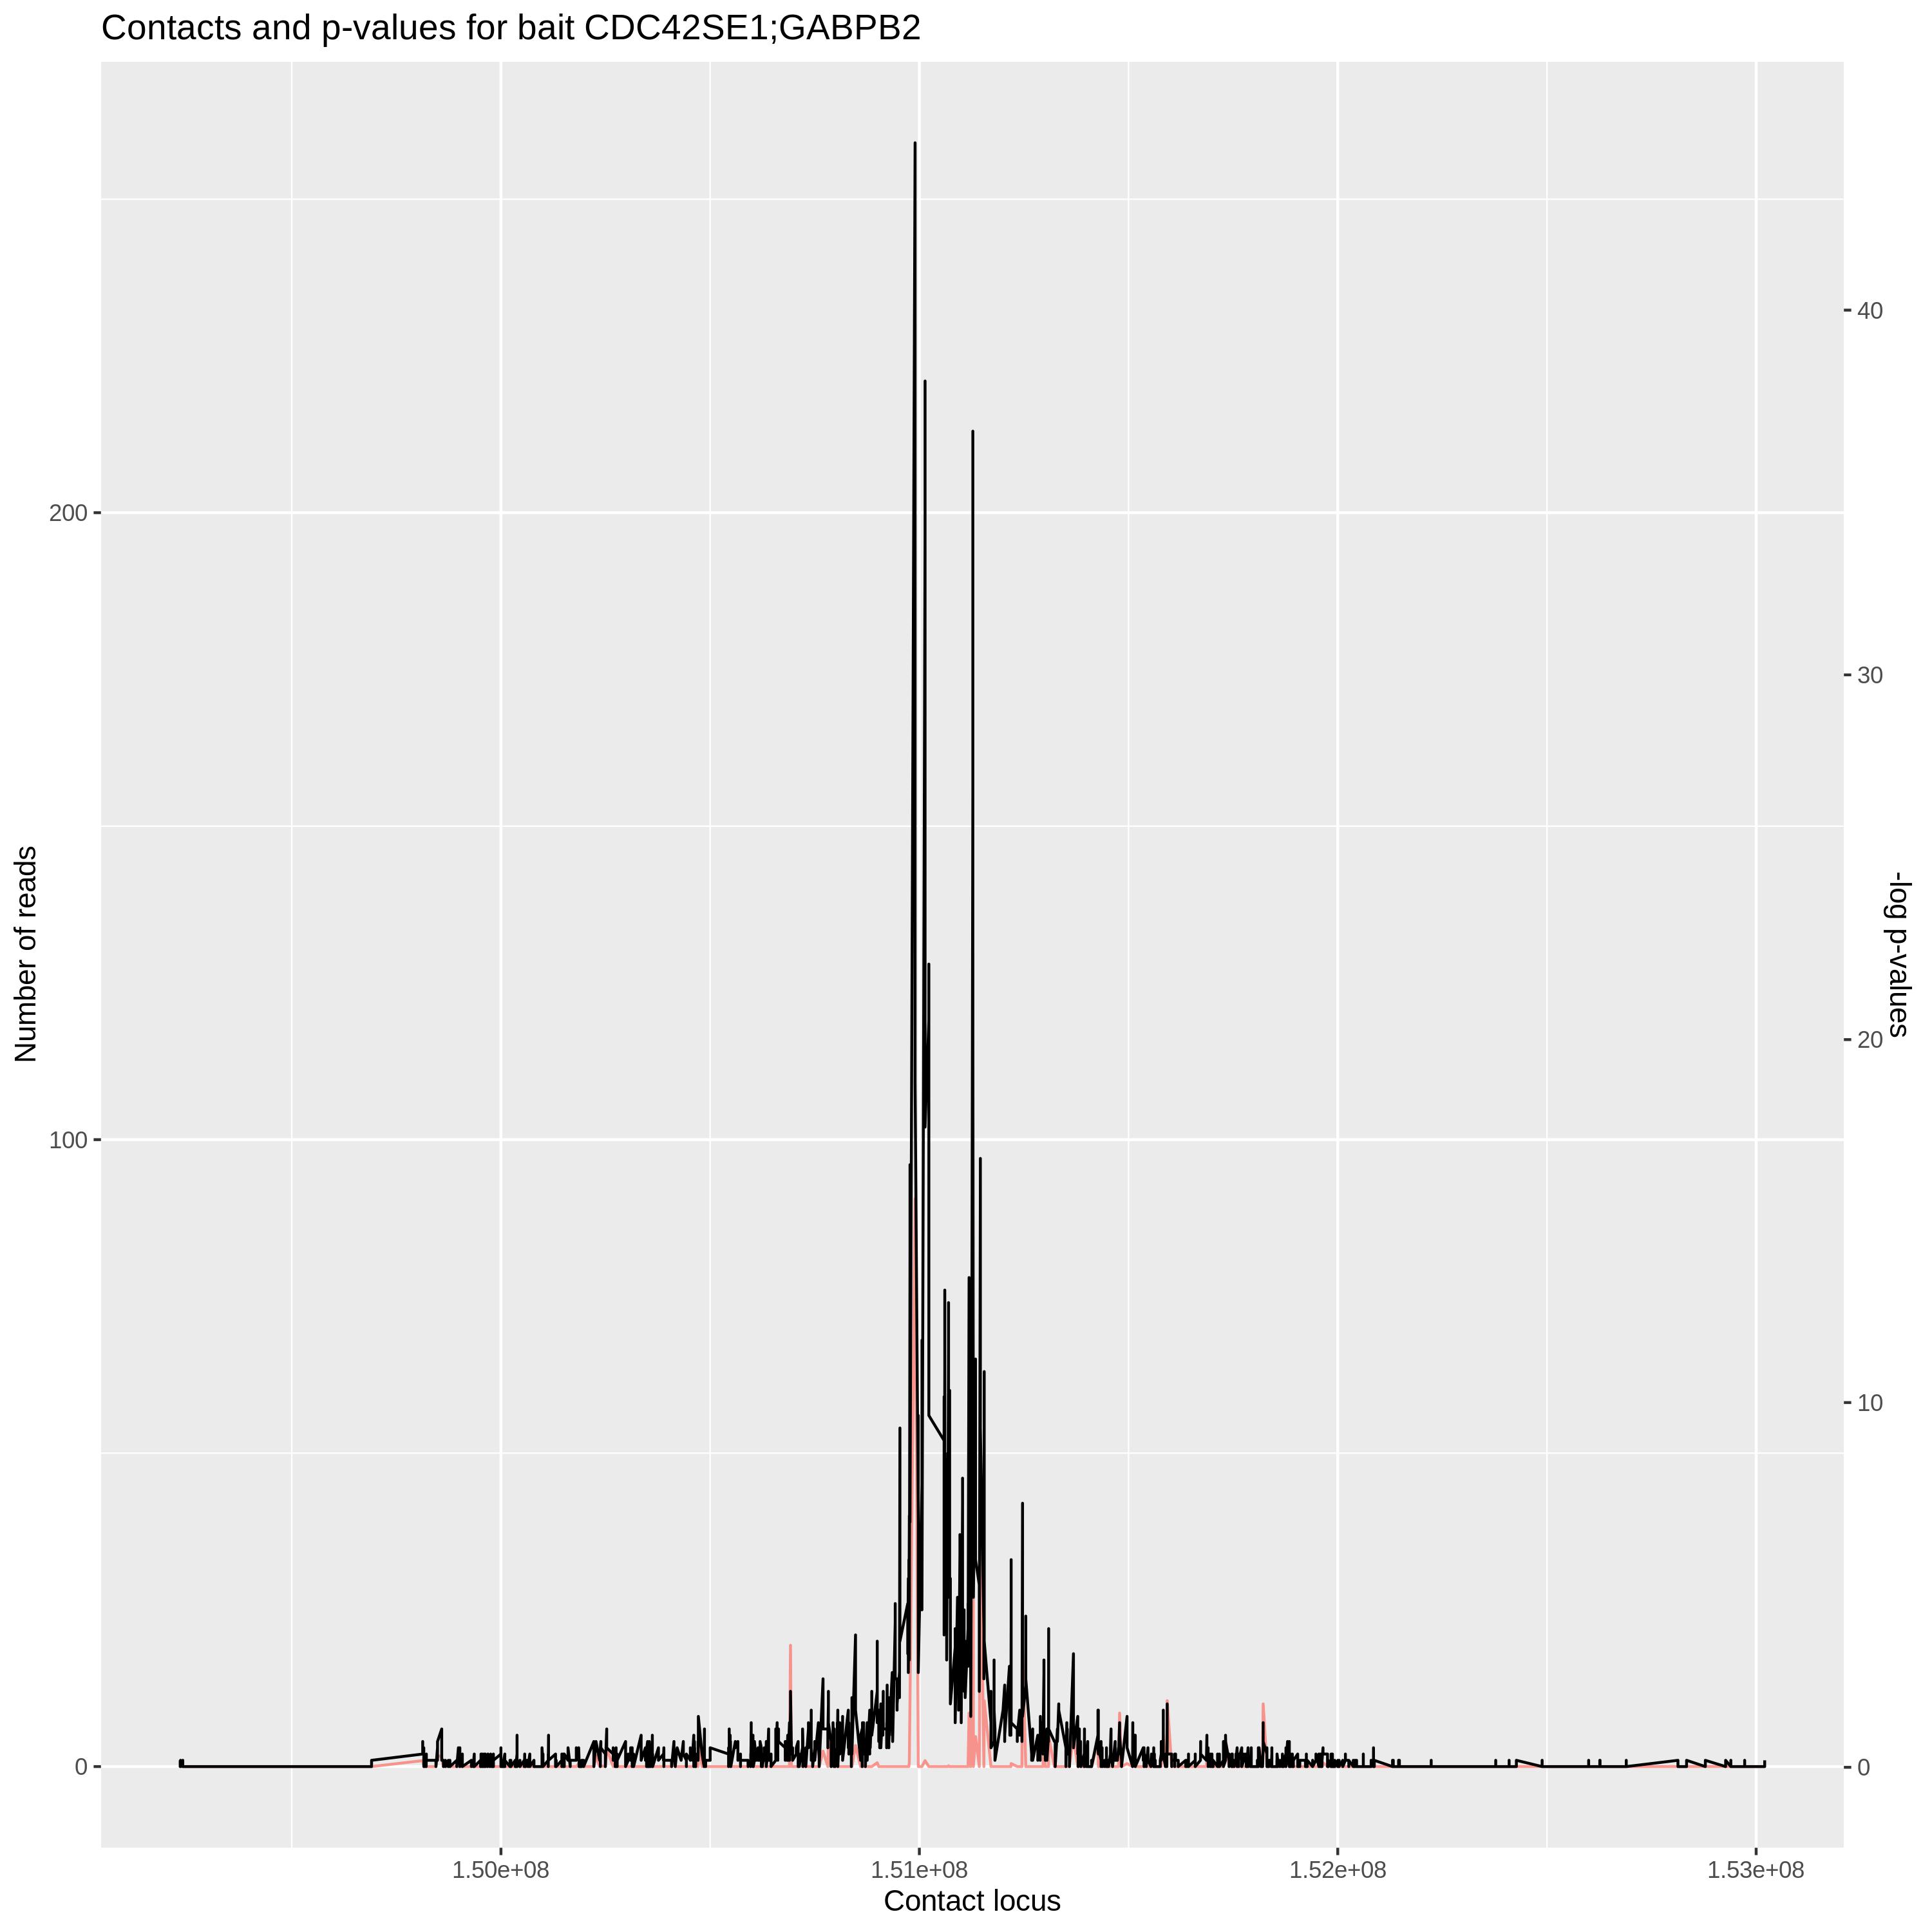 Contacts and p-values for bait CDC42SE1;GABPB2
Number of reads
200
100
0
40
30
20
10
0
-log p-values
1.50e+08
1.51e+08
1.52e+08
1.53e+08
Contact locus